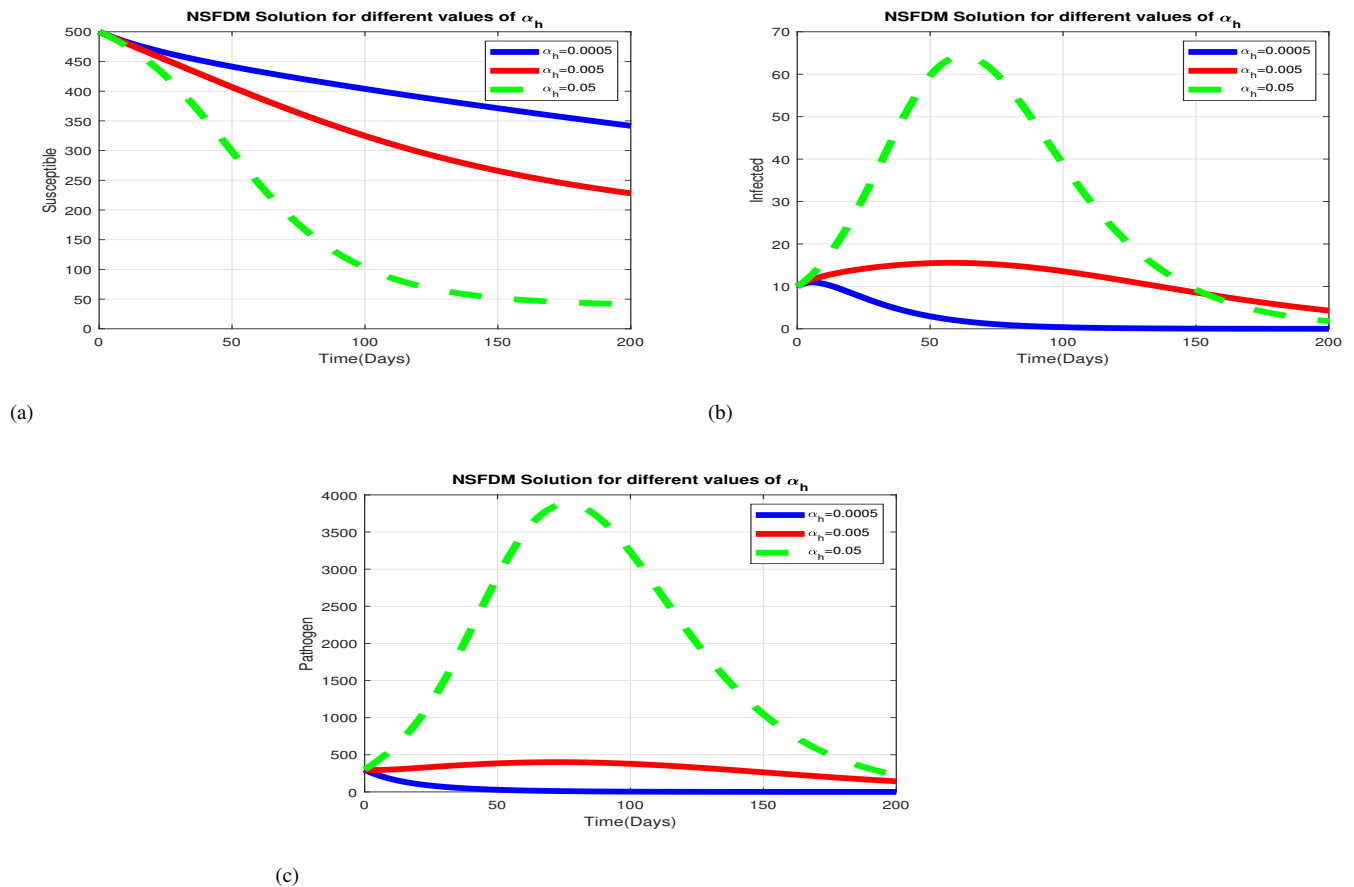 NSFDM Solution for different values of α_h
500
450
400
350
300
250
200
150
100
50
0
Susceptible
0 50 100 150 200
Time(Days)
α_h=0.0005
α_h=0.005
α_h=0.05
(a)
NSFDM Solution for different values of α_h
70
60
50
40
30
20
10
0
Infected
0 50 100 150 200
Time(Days)
α_h=0.0005
α_h=0.005
α_h=0.05
(b)
NSFDM Solution for different values of α_h
4000
3500
3000
2500
2000
1500
1000
500
0
Pathogen
0 50 100 150 200
Time(Days)
α_h=0.0005
α_h=0.005
α_h=0.05
(c)